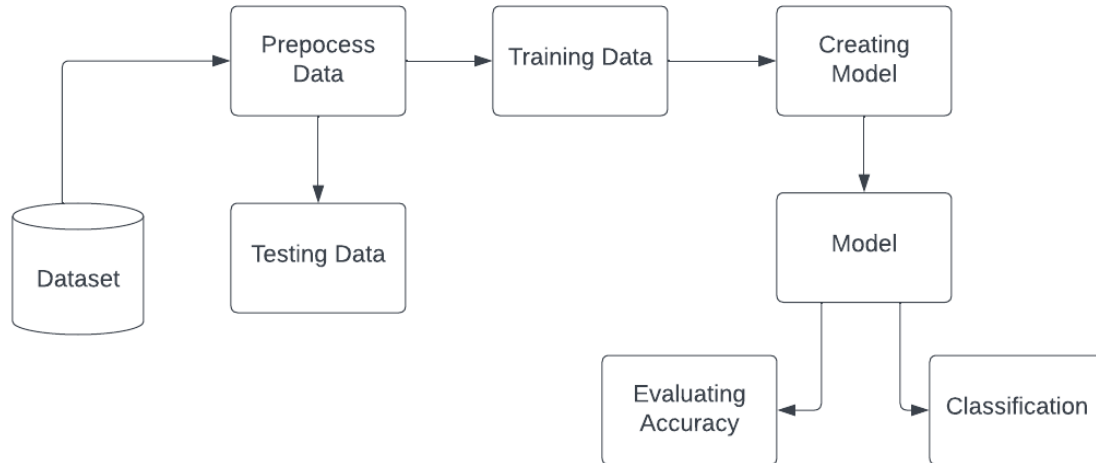 Prepocess
Data
Training Data
Creating
Model
Testing Data
Model
Dataset
Evaluating
Accuracy
Classification